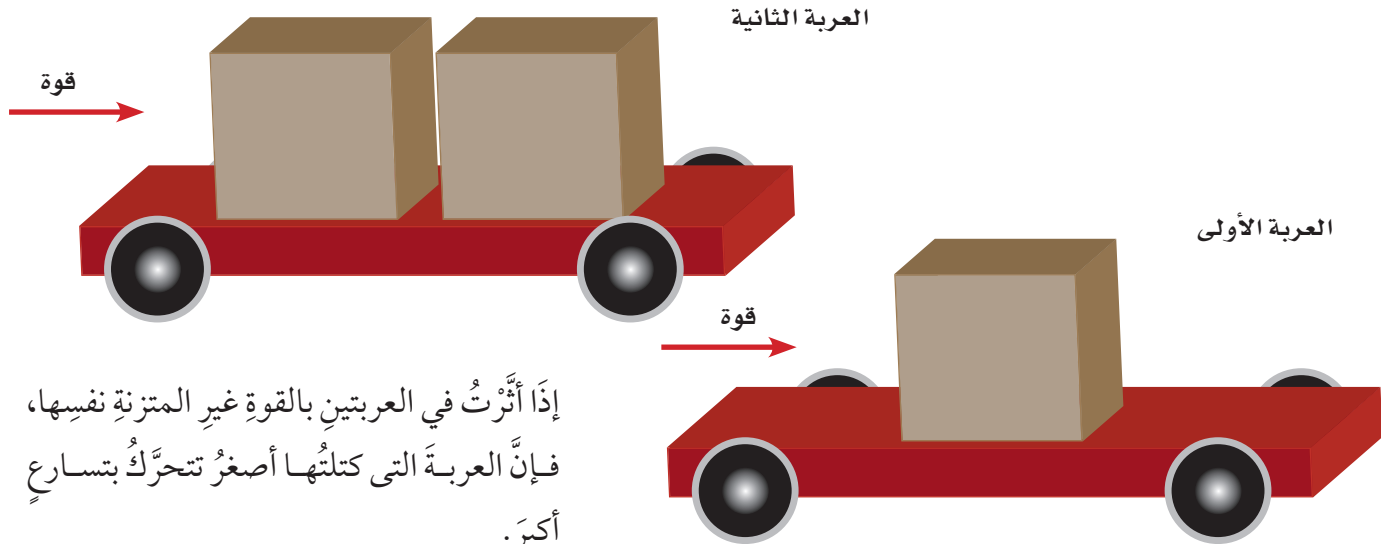 العربة الثانية
قوة
العربة الأولى
قوة
إذَا أثَّرْتُ في العربتينِ بالقوةِ غيرِ المتزنةِ نفسِها،
فإنَّ العربةَ التى كتلتُها أصغرُ تتحرَّكُ بتسارعٍ
أكبرَ.